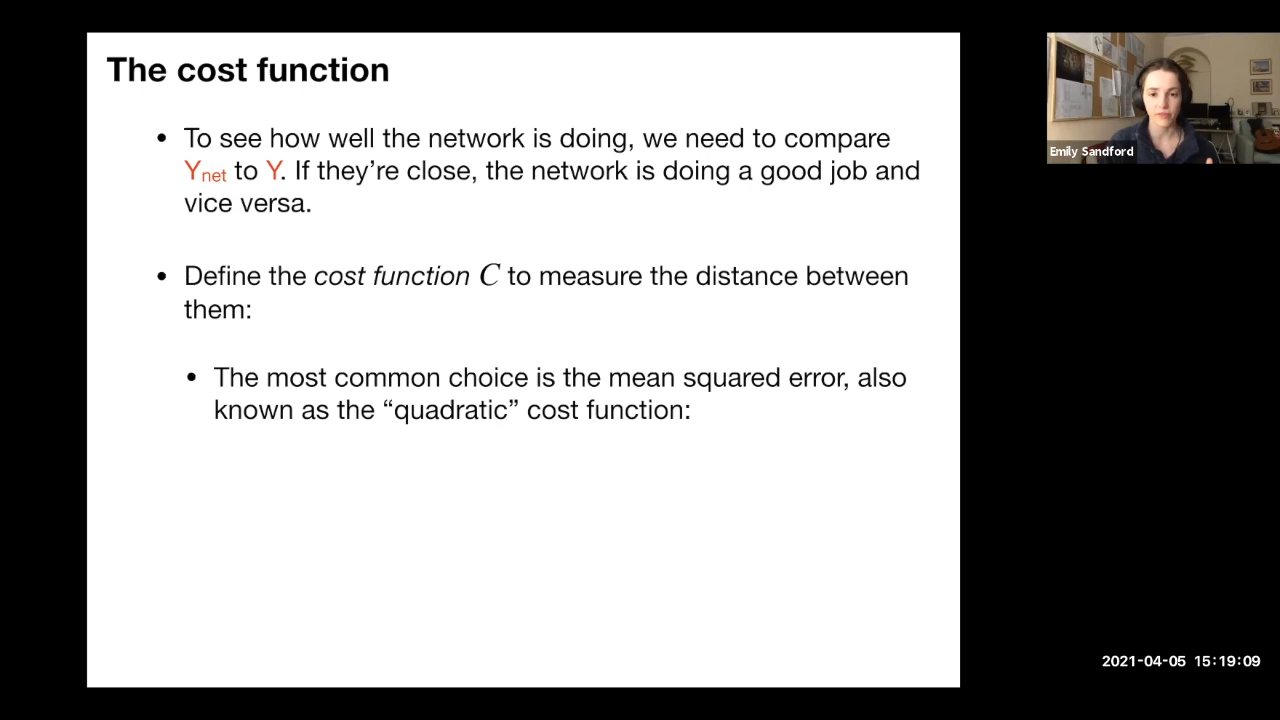 The cost function
• To see how well the network is doing, we need to compare
Ynet to Y. If they’re close, the network is doing a good job and
vice versa.
• Define the cost function C to measure the distance between
them:
• The most common choice is the mean squared error, also
known as the “quadratic” cost function:
Emily Sandford
2021-04-05 15:19:09